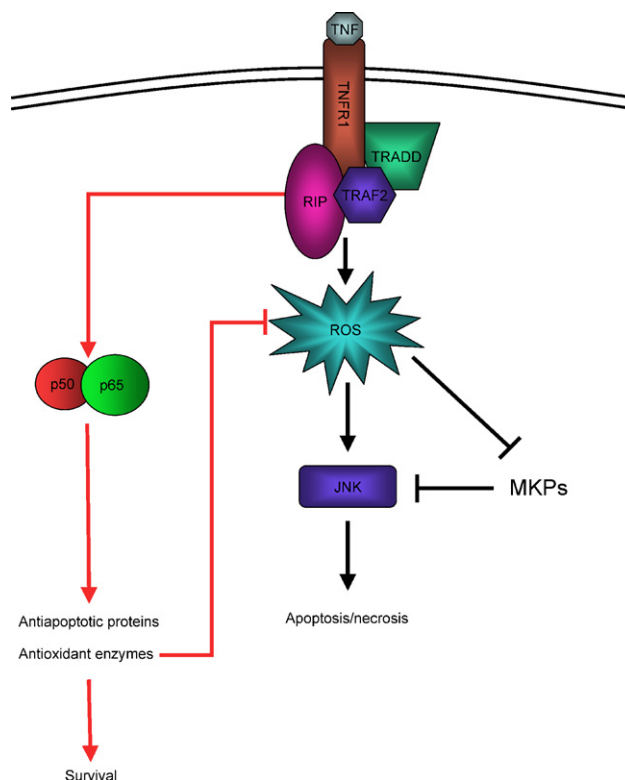 TNF
TNFR1
TRADD
TRAF2
RIP
ROS
p50
p65
JNK
MKPs
Antiapoptotic proteins
Apoptosis/necrosis
Antioxidant enzymes
Survival